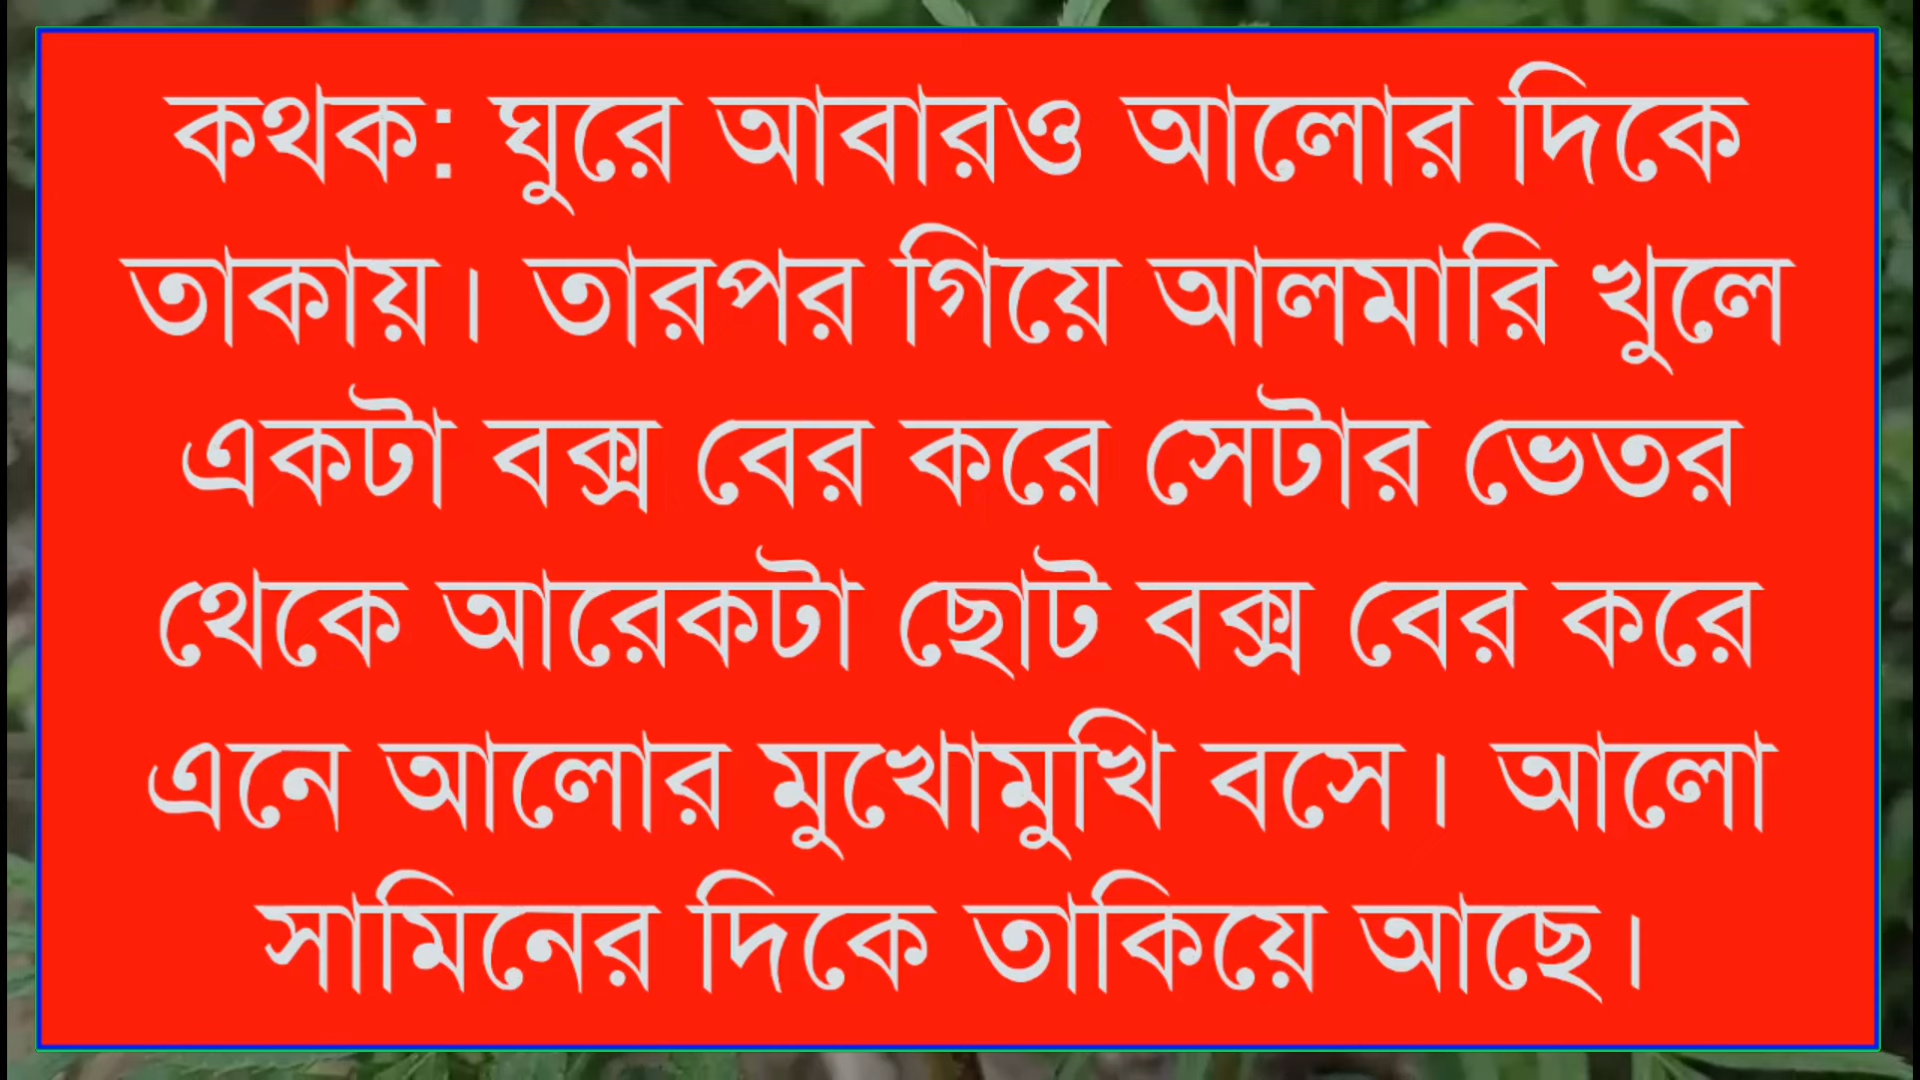 কথক: ঘুরে আবারও আলোর দিকে
তাকায়। তারপর গিয়ে আলমারি খুলে
একটা বক্স বের করে সেটার ভেতর
থেকে আরেকটা ছোট বক্স বের করে
এনে আলোর মুখোমুখি বসে। আলো
সামিনের দিকে তাকিয়ে আছে।